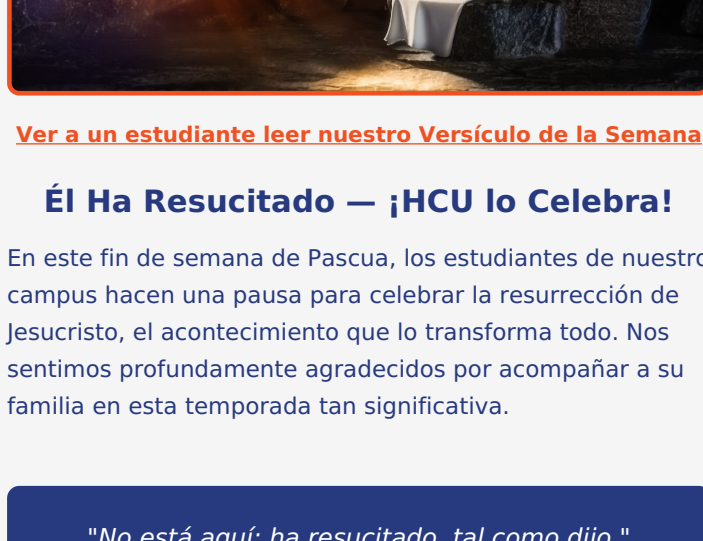 Ver a un estudiante leer nuestro Versículo de la Semana
Él Ha Resucitado — ¡HCU lo Celebra!
En este fin de semana de Pascua, los estudiantes de nuestro
campus hacen una pausa para celebrar la resurrección de
Jesucristo, el acontecimiento que lo transforma todo. Nos
sentimos profundamente agradecidos por acompañar a su
familia en esta temporada tan significativa.
"No está aquí; ha resucitado, tal como dijo."